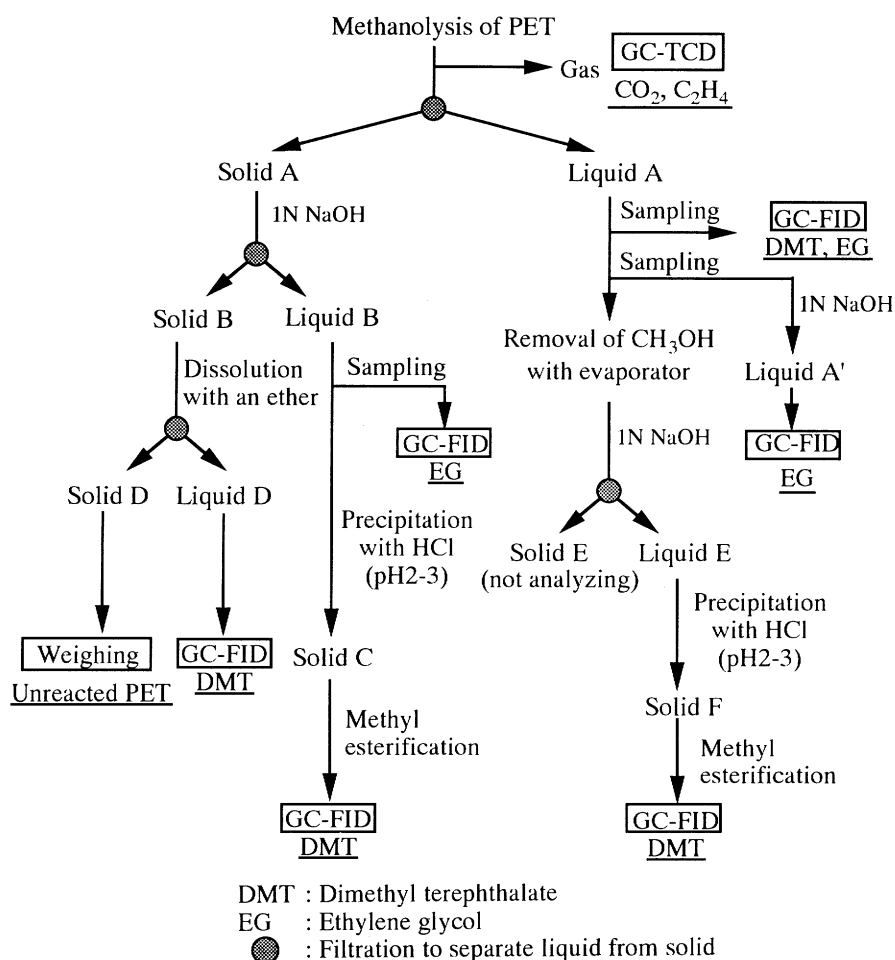 Methanolysis of PET
Gas
GC-TCD
CO₂, C₂H₄
Solid A
Liquid A
1N NaOH
Sampling
GC-FID
DMT, EG
Sampling
1N NaOH
Solid B
Liquid B
Removal of CH₃OH
with evaporator
Liquid A'
Dissolution
with an ether
Sampling
GC-FID
EG
1N NaOH
GC-FID
EG
Solid D
Liquid D
Precipitation
with HCl
(pH2-3)
Solid E
(not analyzing)
Liquid E
Precipitation
with HCl
(pH2-3)
Weighing
Unreacted PET
GC-FID
DMT
Solid C
Solid F
Methyl
esterification
Methyl
esterification
GC-FID
DMT
GC-FID
DMT
DMT : Dimethyl terephthalate
EG : Ethylene glycol
: Filtration to separate liquid from solid